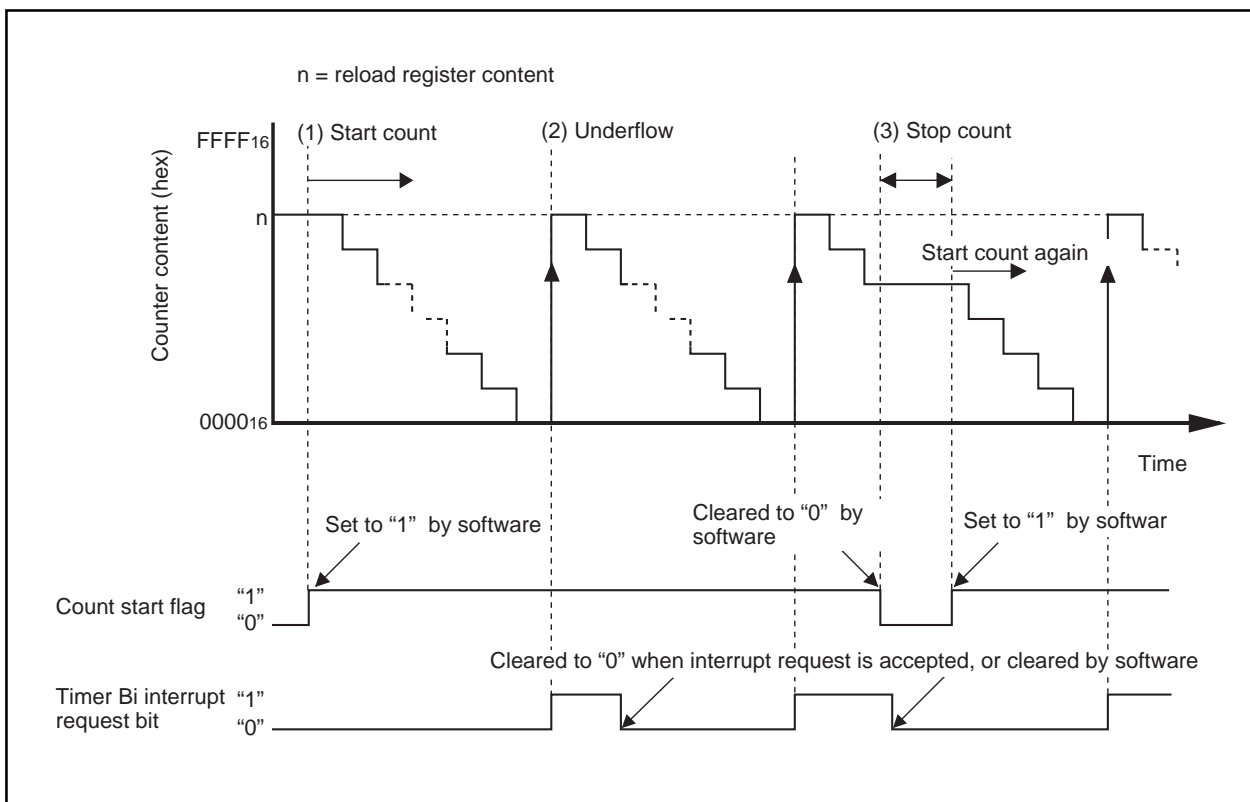 n = reload register content
(1) Start count
(2) Underflow
(3) Stop count
FFFF16
Counter content (hex)
n
Start count again
000016
Time
Set to “1” by software
Cleared to “0” by
software
Set to “1” by softwar
Count start flag
“1”
“0”
Cleared to “0” when interrupt request is accepted, or cleared by software
Timer Bi interrupt
request bit
“1”
“0”